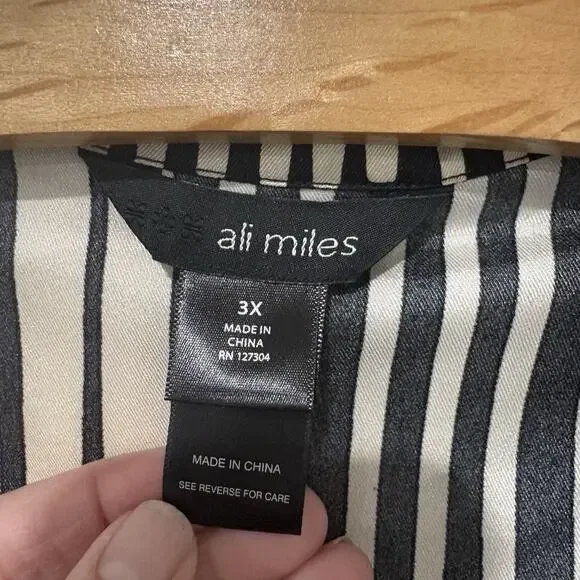 ali miles
3X
MADE IN
CHINA
RN 127304
MADE IN CHINA
SEE REVERSE FOR CARE